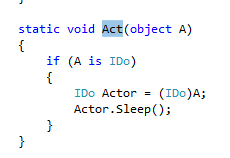 static void Act(object A)
{
if (A is IDo)
{
IDo Actor = (IDo)A;
Actor.Sleep();
}
}